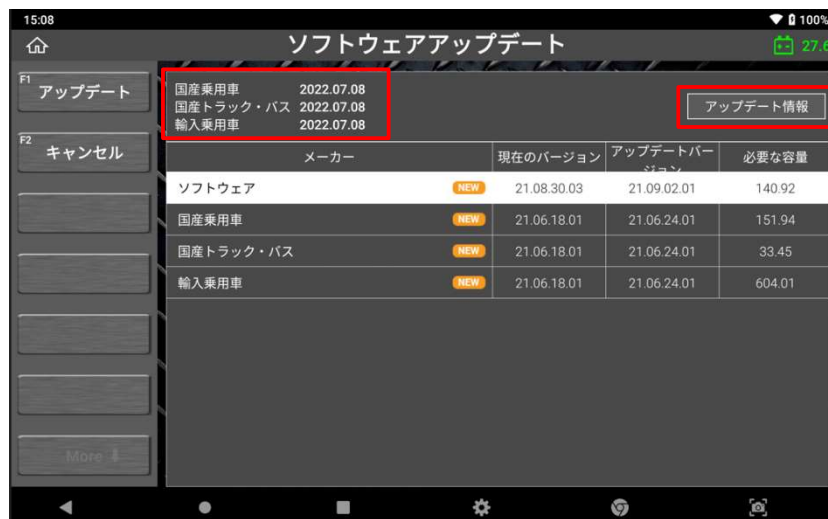 15:08
100%
ソフトウェアアップデート
27.6
F1
アップデート
F2
キャンセル
More
国産乗用車 2022.07.08
国産トラック・バス 2022.07.08
輸入乗用車 2022.07.08
アップデート情報
メーカー 現在のバージョン アップデートバージョン 必要な容量
ソフトウェア NEW 21.08.30.03 21.09.02.01 140.92
国産乗用車 NEW 21.06.18.01 21.06.24.01 151.94
国産トラック・バス NEW 21.06.18.01 21.06.24.01 33.45
輸入乗用車 NEW 21.06.18.01 21.06.24.01 604.01